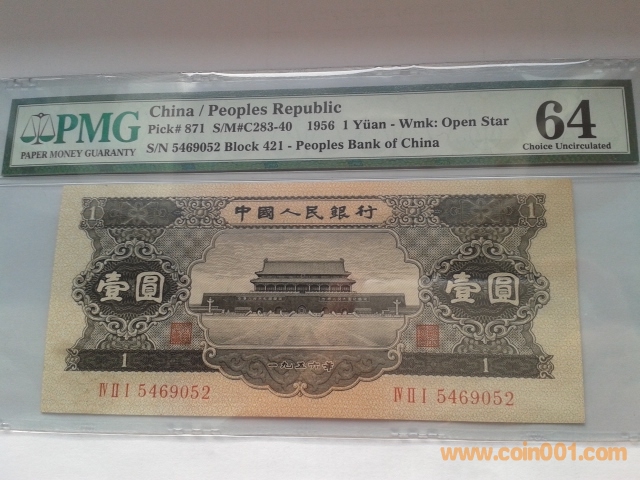 PMG
PAPER MONEY GUARANTY
China / Peoples Republic
Pick# 871 S/M#C283-40 1956 1 Yüan - Wmk: Open Star
S/N 5469052 Block 421 - Peoples Bank of China
64
Choice Uncirculated
1 中國人民銀行 1
壹圓 壹圓
1 一九五六年 1
Ⅳ Ⅱ Ⅰ 5469052 Ⅳ Ⅱ Ⅰ 5469052
www.coin001.com